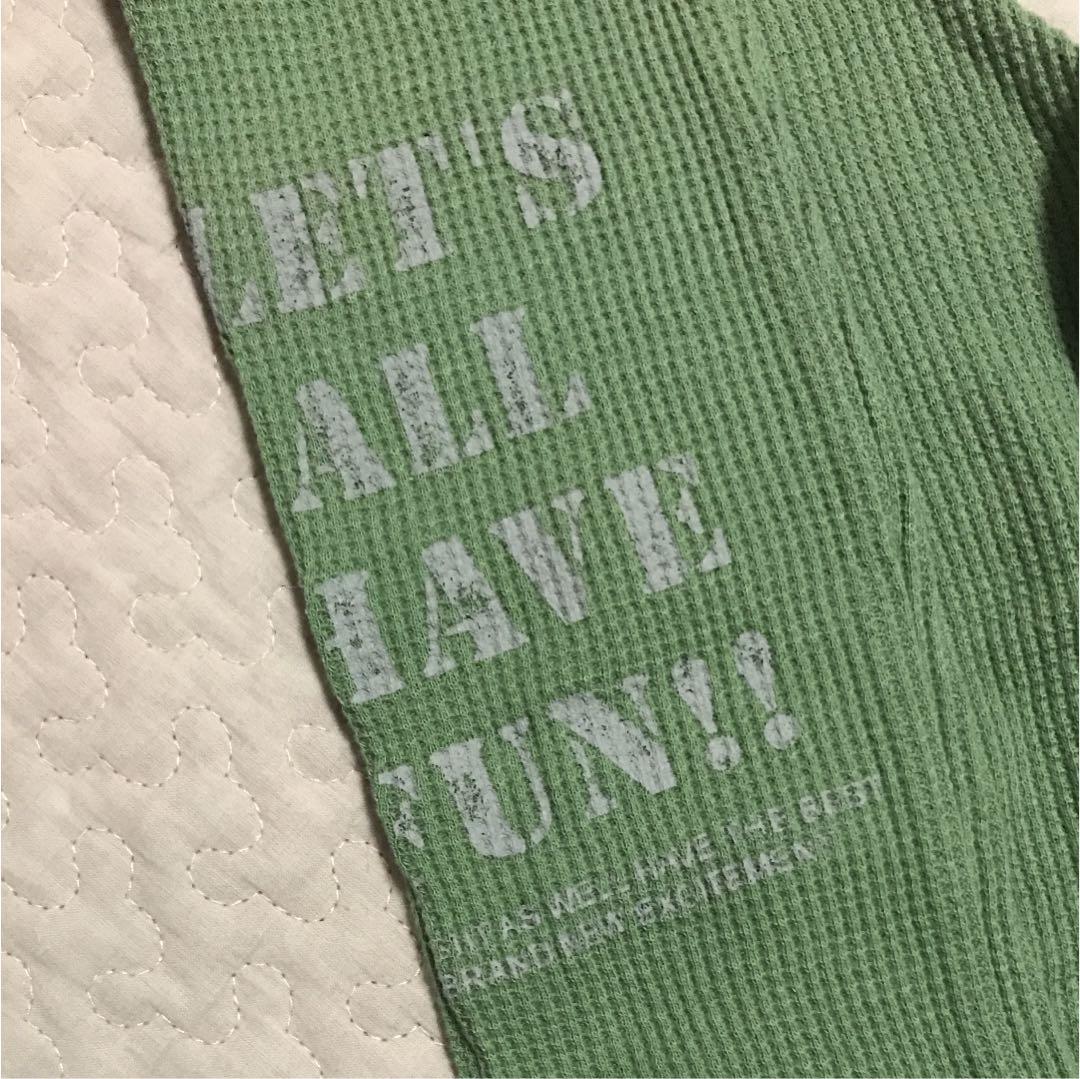 LET'S
ALL
HAVE
FUN!!
AS WELL HAVE THE BEST
BRAND NEW EXCITEMENT